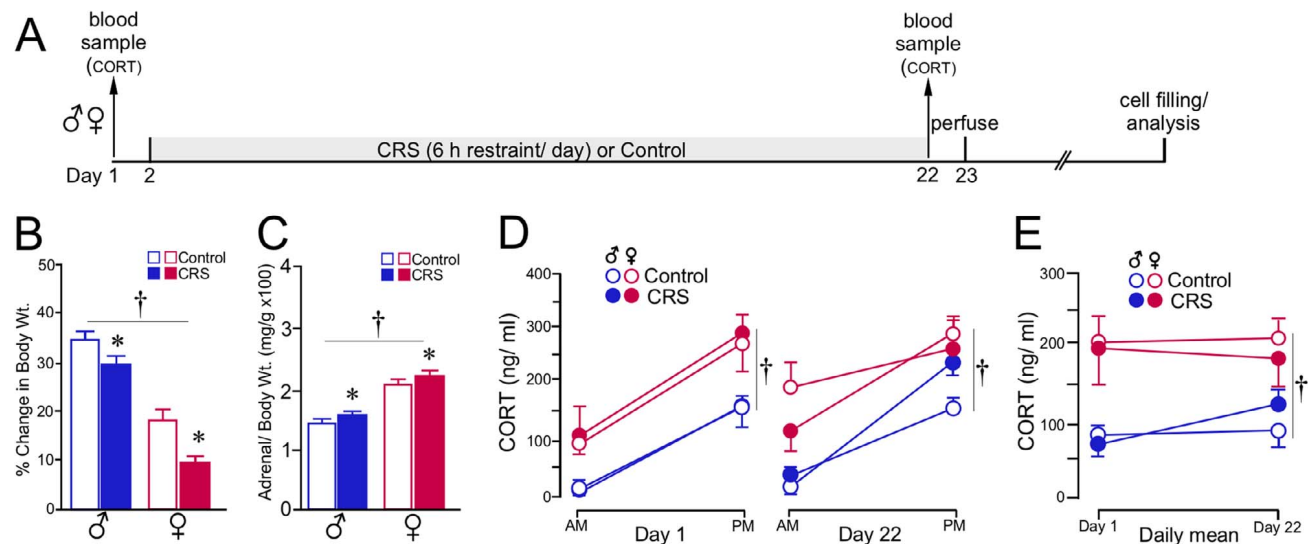 A
blood
sample
(CORT)
blood
sample
(CORT)
cell filling/
analysis
♂♀
perfuse
CRS (6 h restraint/ day) or Control
Day 1
2
22
23
B
Control
CRS
% Change in Body Wt.
50
40
30
20
10
0
†
*
*
♂
♀
C
Control
CRS
Adrenal/ Body Wt. (mg/g x100)
4
3
2
1
0
†
*
*
♂
♀
D
♂ ♀
Control
CRS
CORT (ng/ ml)
400
300
200
100
0
†
†
AM
Day 1
PM
AM
Day 22
PM
E
♂ ♀
Control
CRS
CORT (ng/ ml)
300
200
100
0
†
Day 1
Daily mean
Day 22